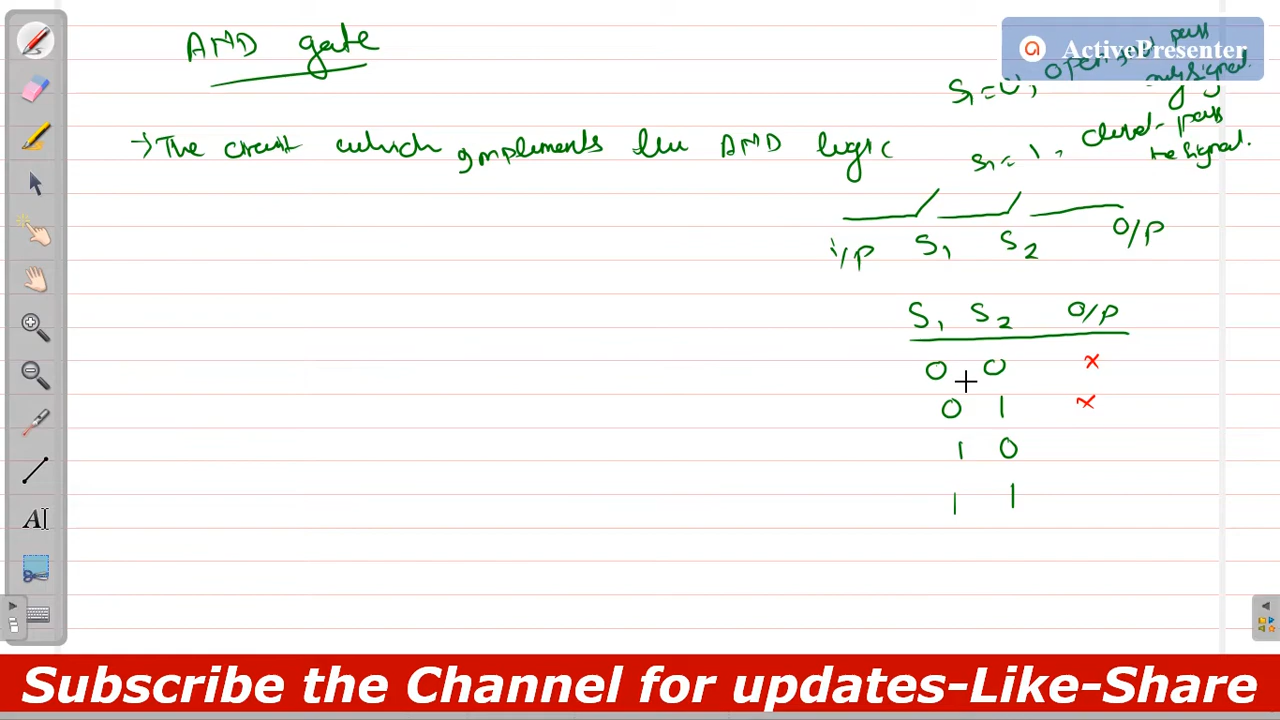 AND gate
ActivePresenter
S1 = 0, open
any signal.
→ The circuit which implements the AND logic
S1 = 1, closed - pass
the signal.
i/p S1 S2 O/P
S1 S2 O/P
0 0 ×
0 1 ×
1 0
1 1
AI
Subscribe the Channel for updates-Like-Share